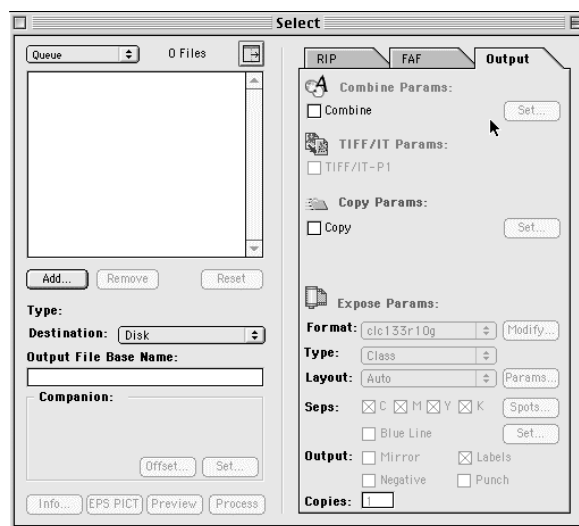 Select
Queue
0 Files
Add...
Remove
Reset
Type:
Destination: Disk
Output File Base Name:
Companion:
Offset...
Set...
Info...
EPS PICT
Preview
Process
RIP
FAF
Output
Combine Params:
Combine
Set...
TIFF/IT Params:
TIFF/IT-P1
Copy Params:
Copy
Set...
Expose Params:
Format: clc133r10g
Modify...
Type: Class
Layout: Auto
Params...
Seps: C M Y K
Spots...
Blue Line
Set...
Output: Mirror Labels
Negative Punch
Copies: 1